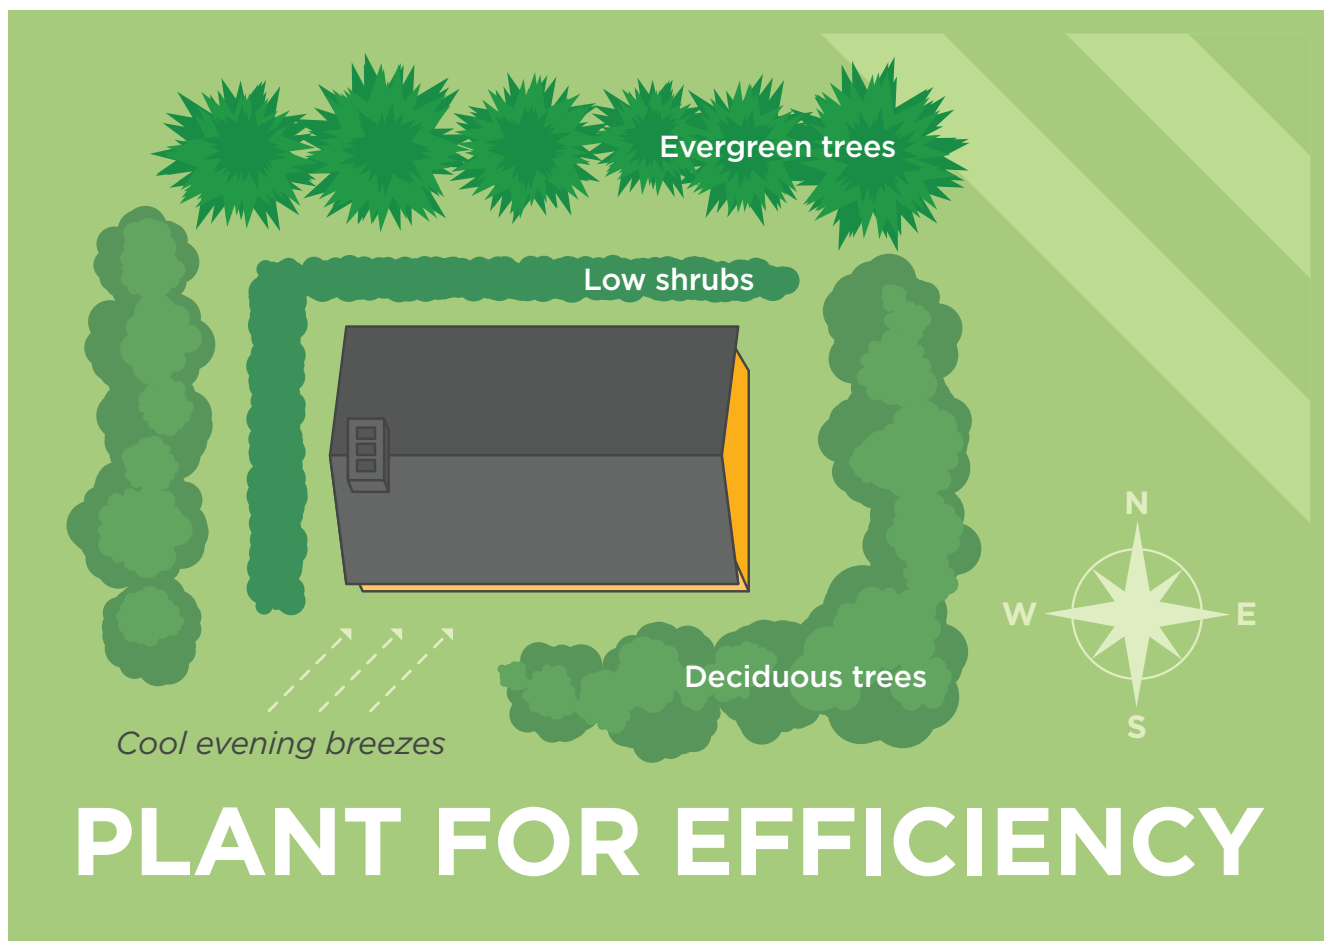 Evergreen trees
Low shrubs
N
W
E
S
Deciduous trees
Cool evening breezes
PLANT FOR EFFICIENCY